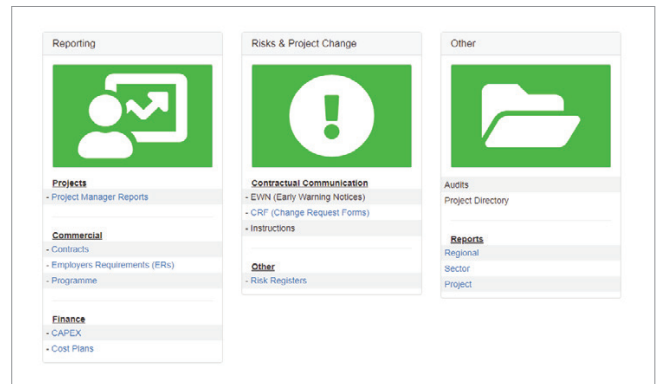 Reporting
Projects
- Project Manager Reports
Commercial
- Contracts
- Employers Requirements (ERs)
- Programme
Finance
- CAPEX
- Cost Plans
Risks & Project Change
Contractual Communication
- EWN (Early Warning Notices)
- CRF (Change Request Forms)
- Instructions
Other
- Risk Registers
Other
Audits
Project Directory
Reports
Regional
Sector
Project